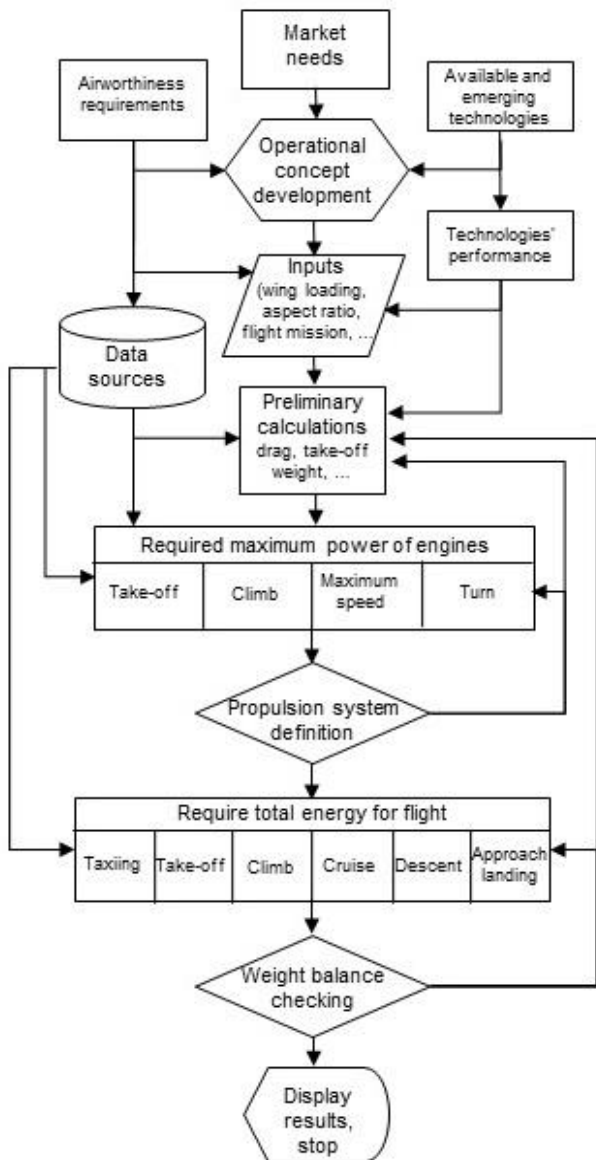 Market
needs
Airworthiness
requirements
Available and
emerging
technologies
Operational
concept
development
Technologies'
performance
Inputs
(wing loading,
aspect ratio,
flight mission, ...
Data
sources
Preliminary
calculations
drag, take-off
weight, ...
Required maximum power of engines
Take-off
Climb
Maximum
speed
Turn
Propulsion system
definition
Require total energy for flight
Taxiing
Take-off
Climb
Cruise
Descent
Approach
landing
Weight balance
checking
Display
results,
stop